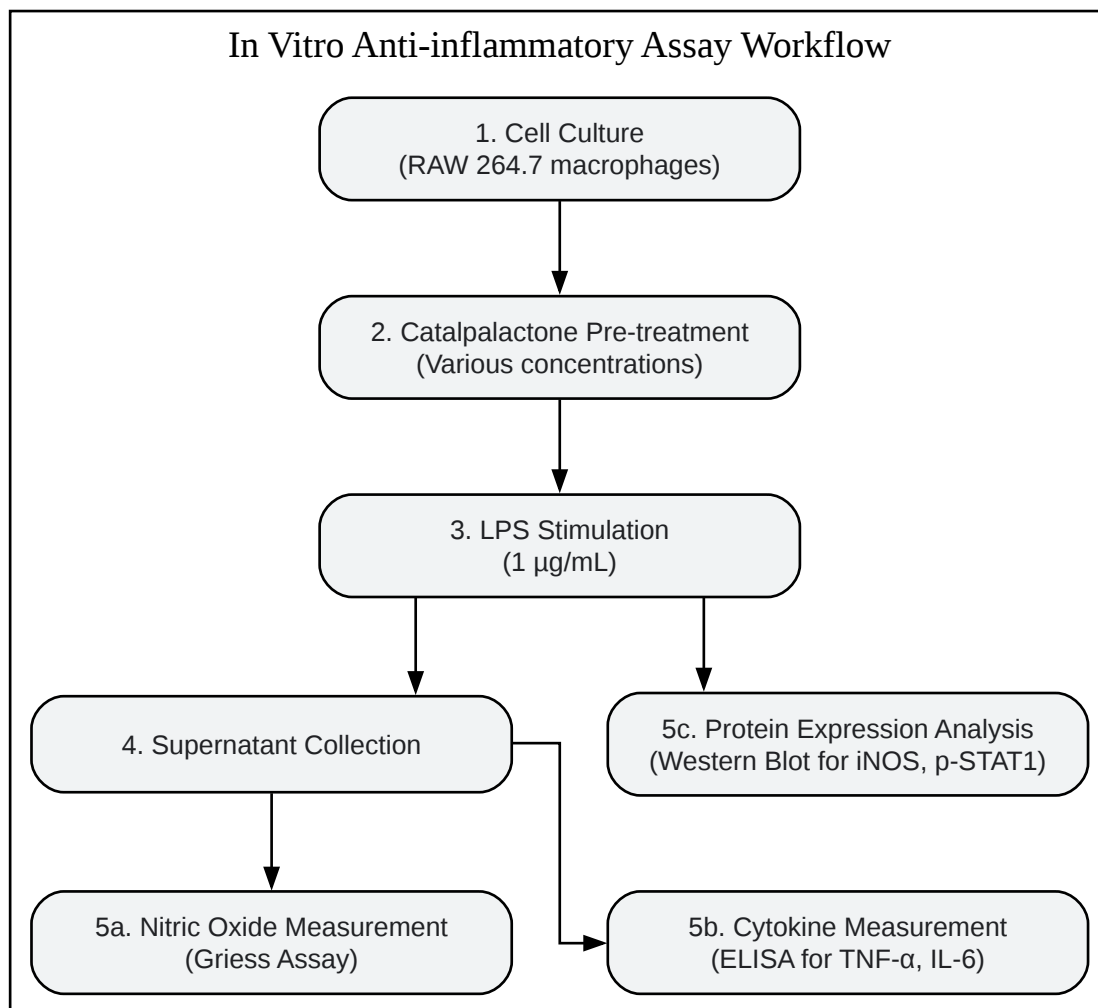 In Vitro Anti-inflammatory Assay Workflow
1. Cell Culture
(RAW 264.7 macrophages)
2. Catalpalactone Pre-treatment
(Various concentrations)
3. LPS Stimulation
(1 µg/mL)
4. Supernatant Collection
5c. Protein Expression Analysis
(Western Blot for iNOS, p-STAT1)
5a. Nitric Oxide Measurement
(Griess Assay)
5b. Cytokine Measurement
(ELISA for TNF-α, IL-6)